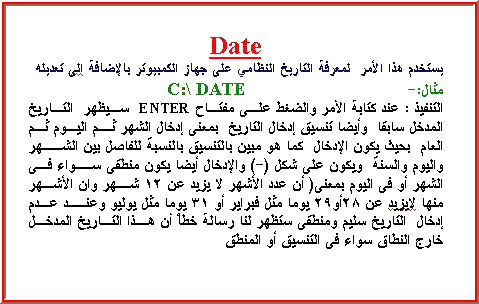 Date
يستخدم هذا الأمر لمعرفة التاريخ النظامي على جهاز الكمبيوتر بالإضافة إلى تعديله
مثال:- C:\ DATE
التنفيذ : عند كتابة الأمر والضغط على مفتاح ENTER سيظهر التاريخ
المدخل سابقا وأيضا تنسيق إدخال التاريخ بمعنى إدخال الشهر ثم اليوم ثم
العام بحيث يكون الإدخال كما هو مبين بالتنسيق بالنسبة للفاصل بين الشهر
واليوم والسنة ويكون على شكل (-) والإدخال أيضا يكون منطقى سواء فى
الشهر أو فى اليوم بمعنى( أن عدد الأشهر لا يزيد عن ١٢ شهر وان الأشهر
منها لايزيد عن ٢٨أو٢٩ يوما مثل فبراير أو ٣١ يوما مثل يوليو وعند عدم
إدخال التاريخ سليم ومنطقى ستظهر لنا رسالة خطأ أن هذا التاريخ المدخل
خارج النطاق سواء فى التنسيق أو المنطق